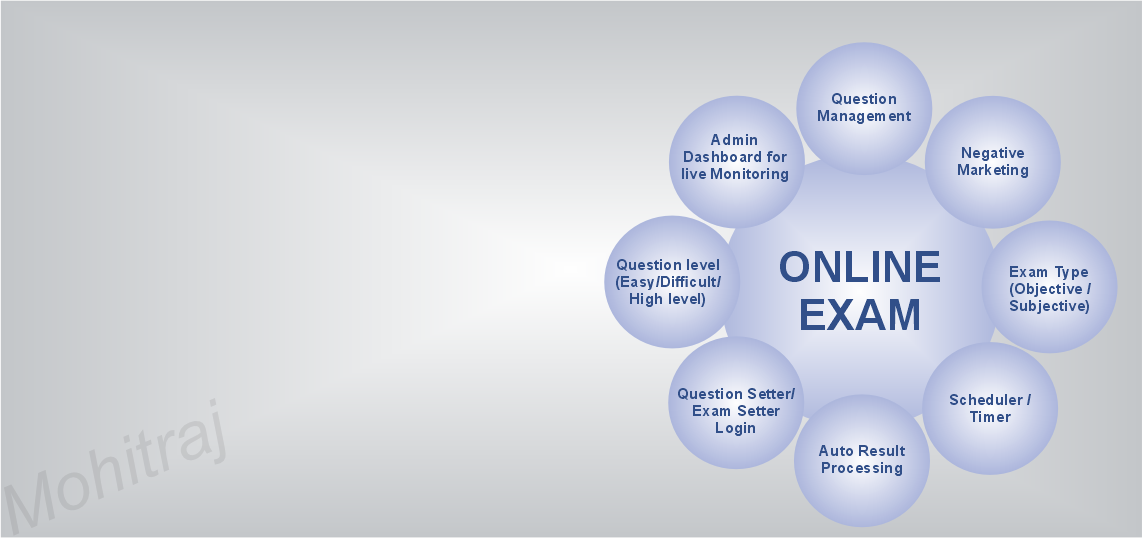 Question
Management
Negative
Marketing
Exam Type
(Objective /
Subjective)
Scheduler /
Timer
Auto Result
Processing
Question Setter/
Exam Setter
Login
Question level
(Easy/Difficult/
High level)
Admin
Dashboard for
live Monitoring
ONLINE
EXAM
Mohitraj